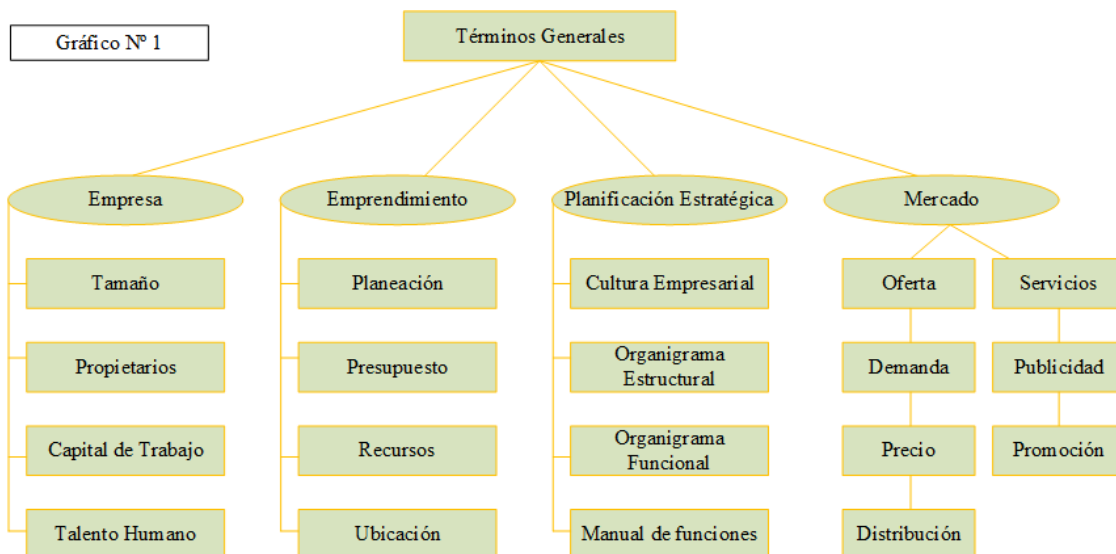 Gráfico Nº 1
Términos Generales
Empresa
Emprendimiento
Planificación Estratégica
Mercado
Tamaño
Planeación
Cultura Empresarial
Oferta
Servicios
Propietarios
Presupuesto
Organigrama
Estructural
Demanda
Publicidad
Capital de Trabajo
Recursos
Organigrama
Funcional
Precio
Promoción
Talento Humano
Ubicación
Manual de funciones
Distribución